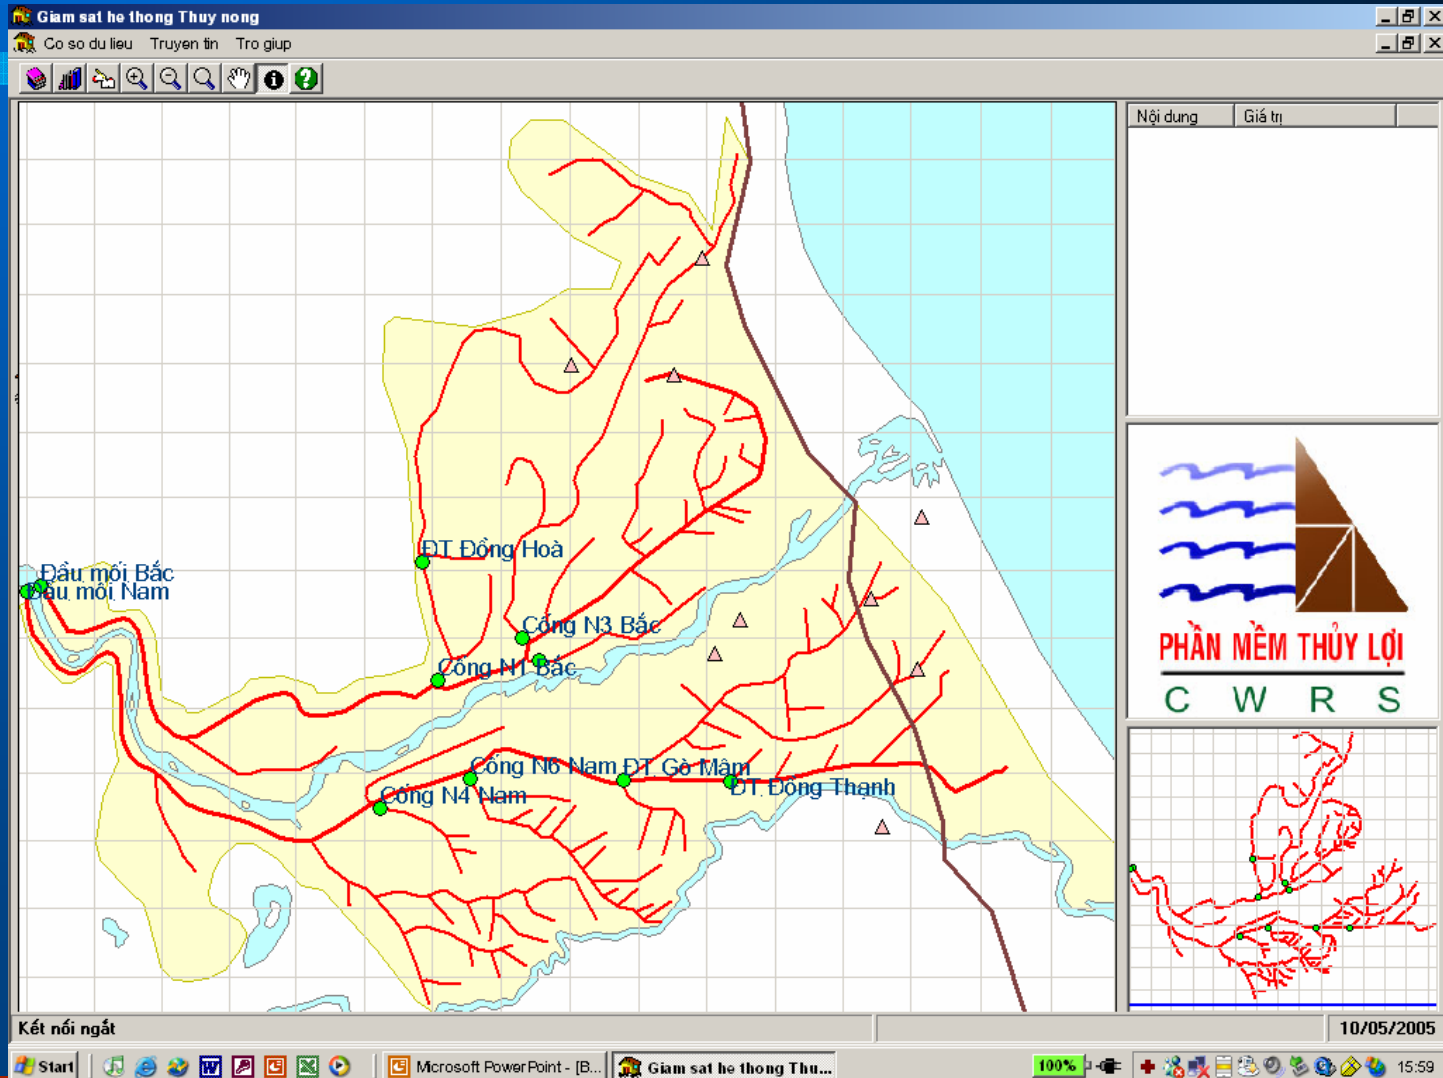 Giam sat he thong Thuy nong
Co so du lieu Truyen tin Tro giup
Nội dung Giá trị
ĐT Đồng Hoà
Đầu mối Bắc
Đầu mối Nam
Cống N3 Bắc
Cống N1 Bắc
Cống N6 Nam ĐT Gò Mâm
ĐT Đồng Thạnh
Cống N4 Nam
PHẦN MỀM THỦY LỢI
C W R S
Kết nối ngắt
10/05/2005
Start
Microsoft PowerPoint - [B...
Giam sat he thong Thu...
100%
15:59